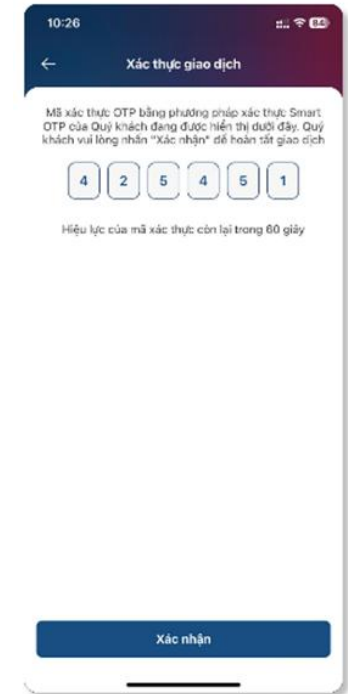 10:26
84
Xác thực giao dịch
Mã xác thực OTP bằng phương pháp xác thực Smart
OTP của Quý khách đang được hiển thị dưới đây. Quý
khách vui lòng nhấn "Xác nhận" để hoàn tất giao dịch
4 2 5 4 5 1
Hiệu lực của mã xác thực còn lại trong 60 giây
Xác nhận